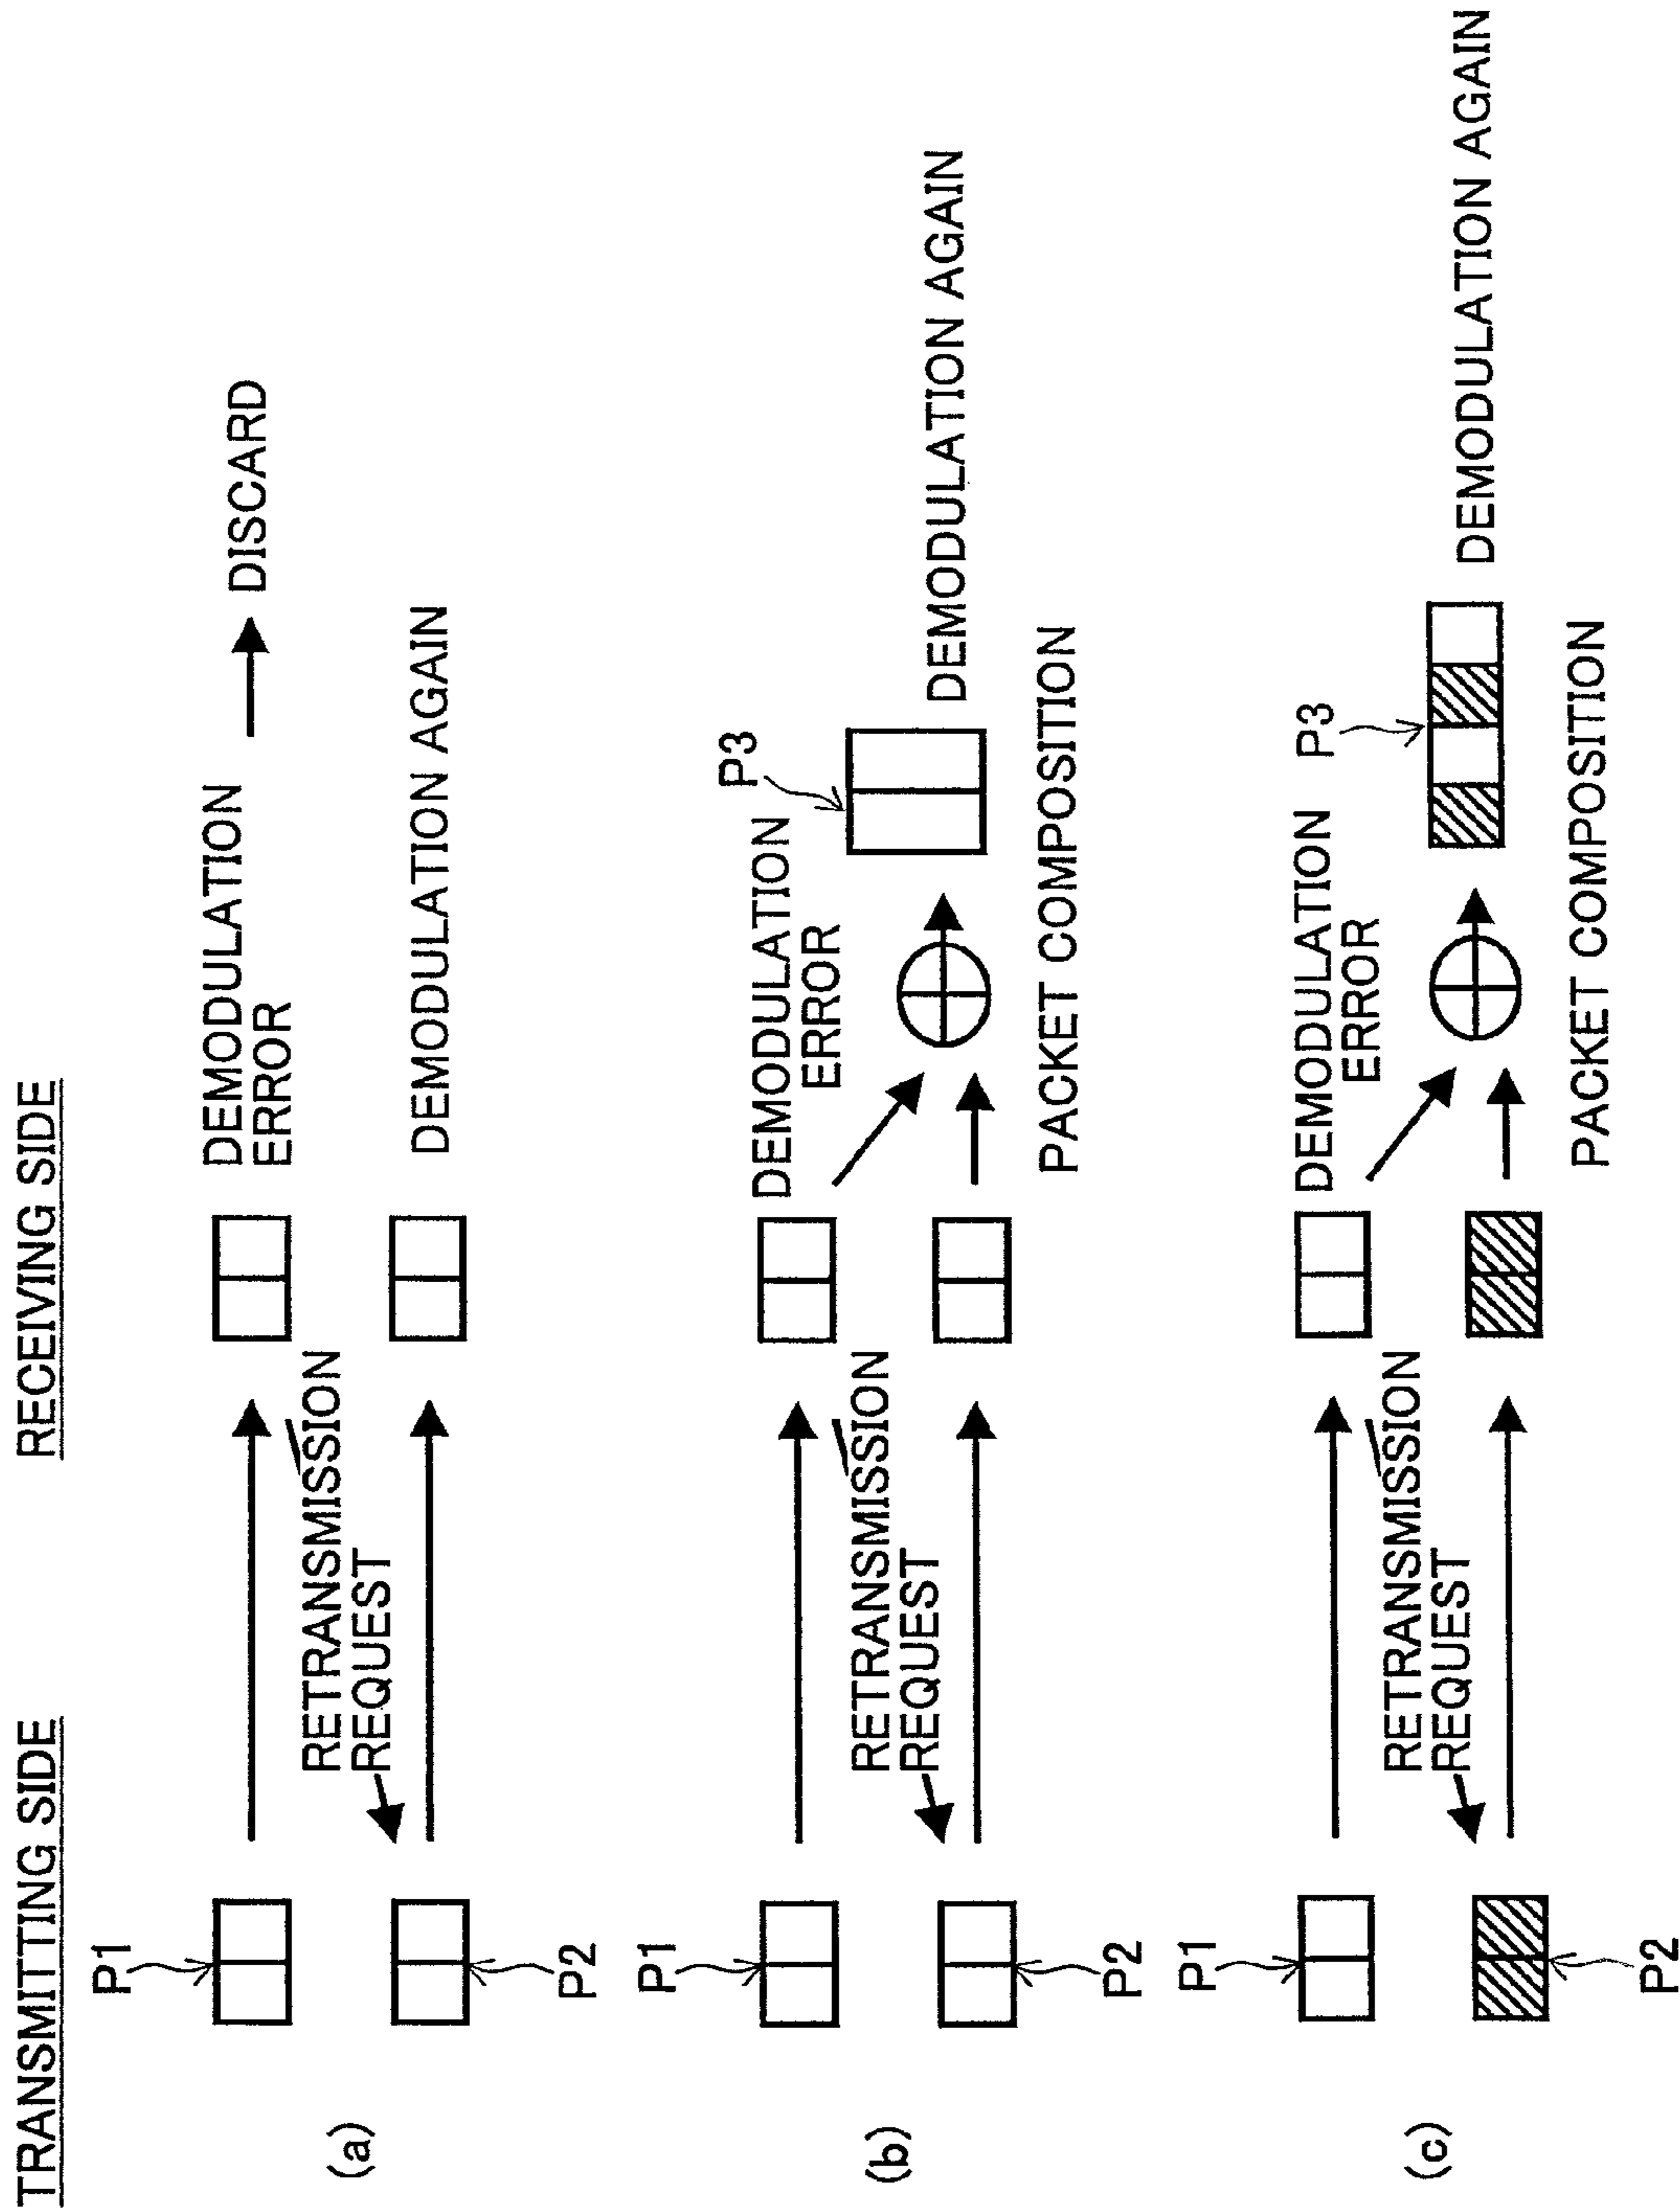 TRANSMITTING SIDE
RECEIVING SIDE
(a)
P1
P2
RETRANSMISSION
REQUEST
DEMODULATION
ERROR
DISCARD
DEMODULATION AGAIN
(b)
P1
P2
RETRANSMISSION
REQUEST
DEMODULATION
ERROR
P3
DEMODULATION AGAIN
PACKET COMPOSITION
(c)
P1
P2
RETRANSMISSION
REQUEST
DEMODULATION
ERROR
P3
DEMODULATION AGAIN
PACKET COMPOSITION